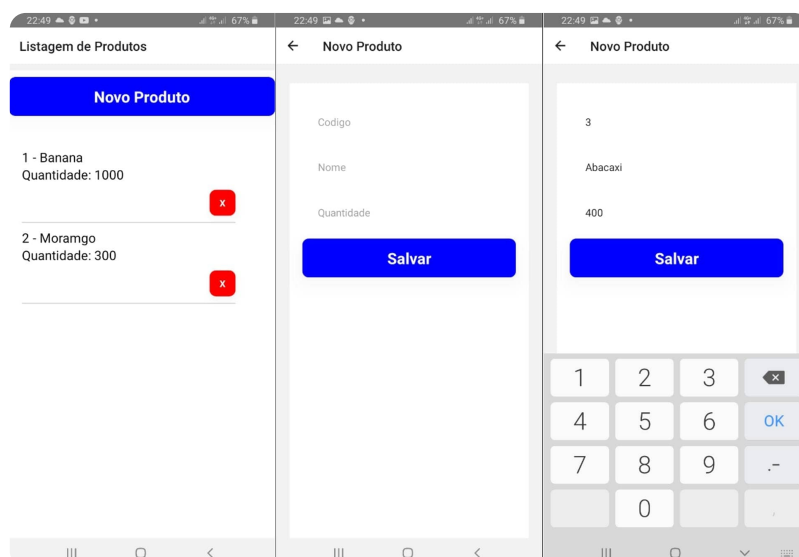 22:49 67%
Listagem de Produtos
Novo Produto
1 - Banana
Quantidade: 1000
x
2 - Moramgo
Quantidade: 300
x
22:49 67%
Novo Produto
Codigo
Nome
Quantidade
Salvar
22:49 67%
Novo Produto
3
Abacaxi
400
Salvar
1 2 3
4 5 6 OK
7 8 9 .-
0 ,